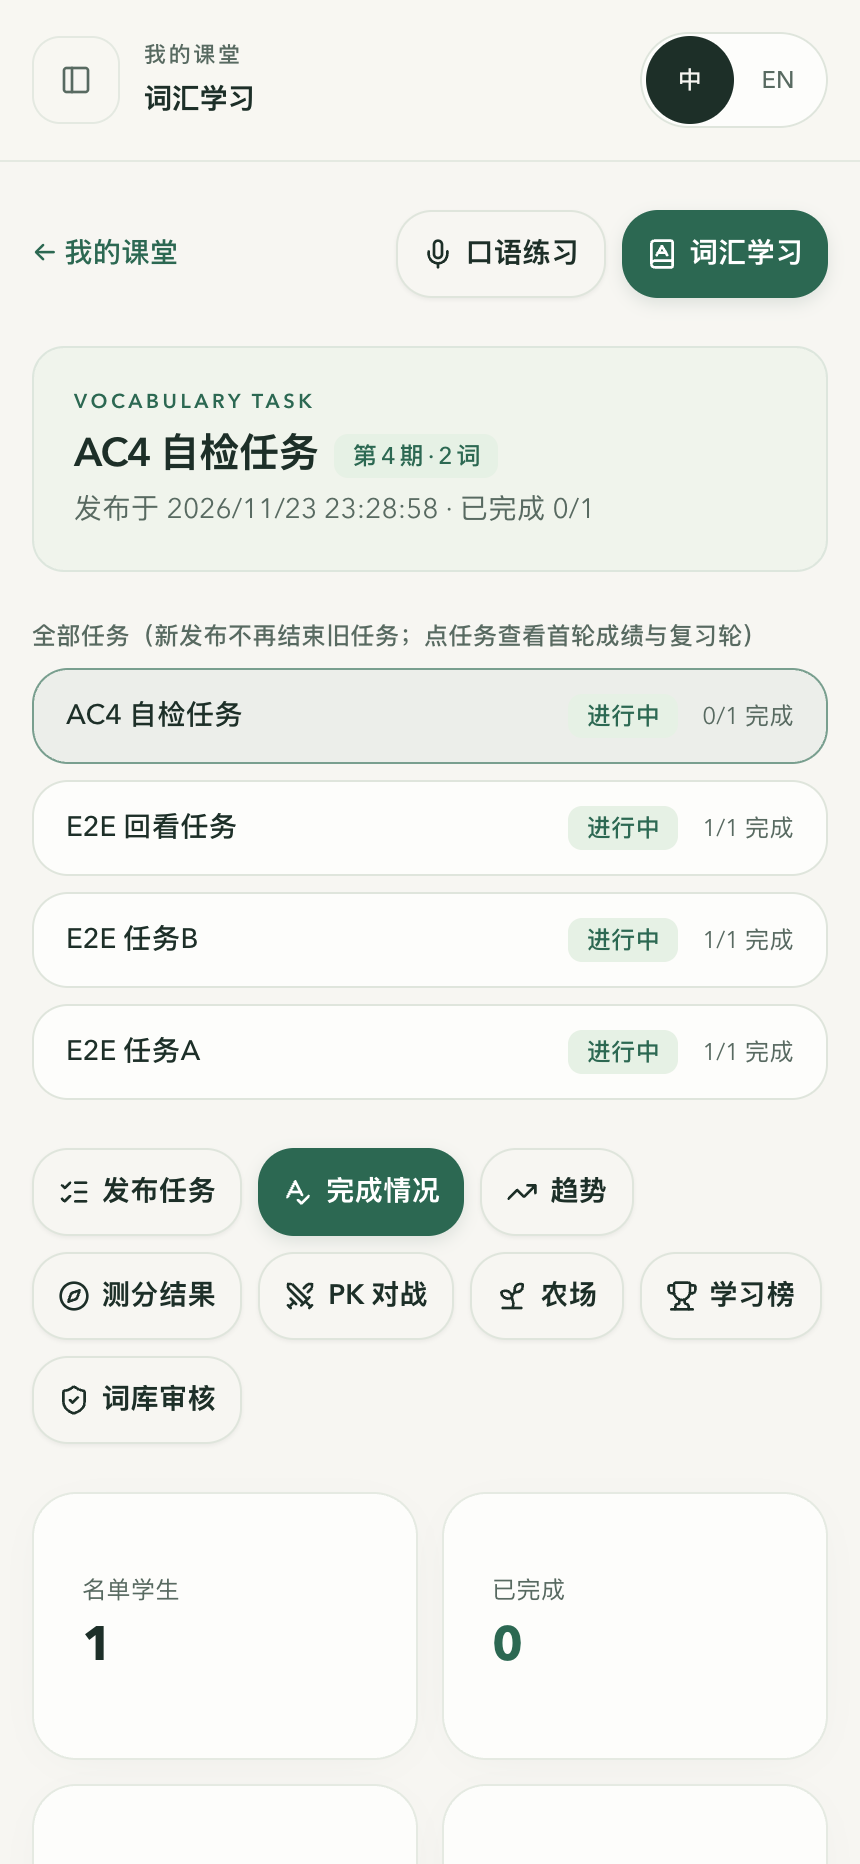 我的课堂
词汇学习
中 EN
← 我的课堂 口语练习 词汇学习
VOCABULARY TASK
AC4 自检任务 第 4 期 · 2 词
发布于 2026/11/23 23:28:58 · 已完成 0/1
全部任务（新发布不再结束旧任务；点任务查看首轮成绩与复习轮）
AC4 自检任务 进行中 0/1 完成
E2E 回看任务 进行中 1/1 完成
E2E 任务B 进行中 1/1 完成
E2E 任务A 进行中 1/1 完成
发布任务 完成情况 趋势
测分结果 PK 对战 农场 学习榜
词库审核
名单学生 已完成
1 0